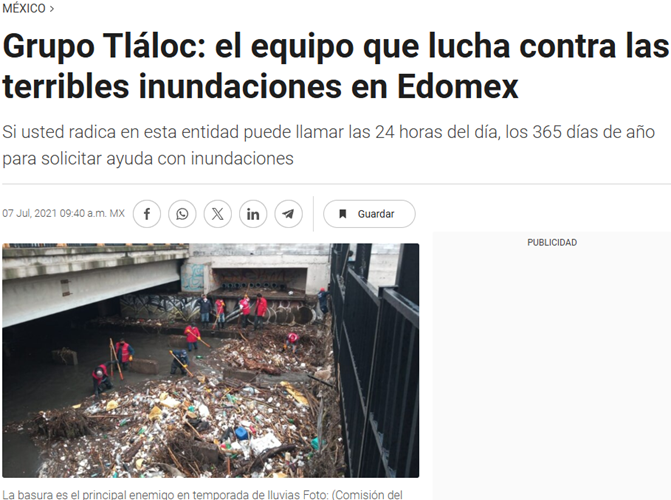 MÉXICO >
Grupo Tláloc: el equipo que lucha contra las
terribles inundaciones en Edomex
Si usted radica en esta entidad puede llamar las 24 horas del día, los 365 días de año
para solicitar ayuda con inundaciones
07 Jul, 2021 09:40 a.m. MX
Guardar
PUBLICIDAD
La basura es el principal enemigo en temporada de lluvias Foto: (Comisión del